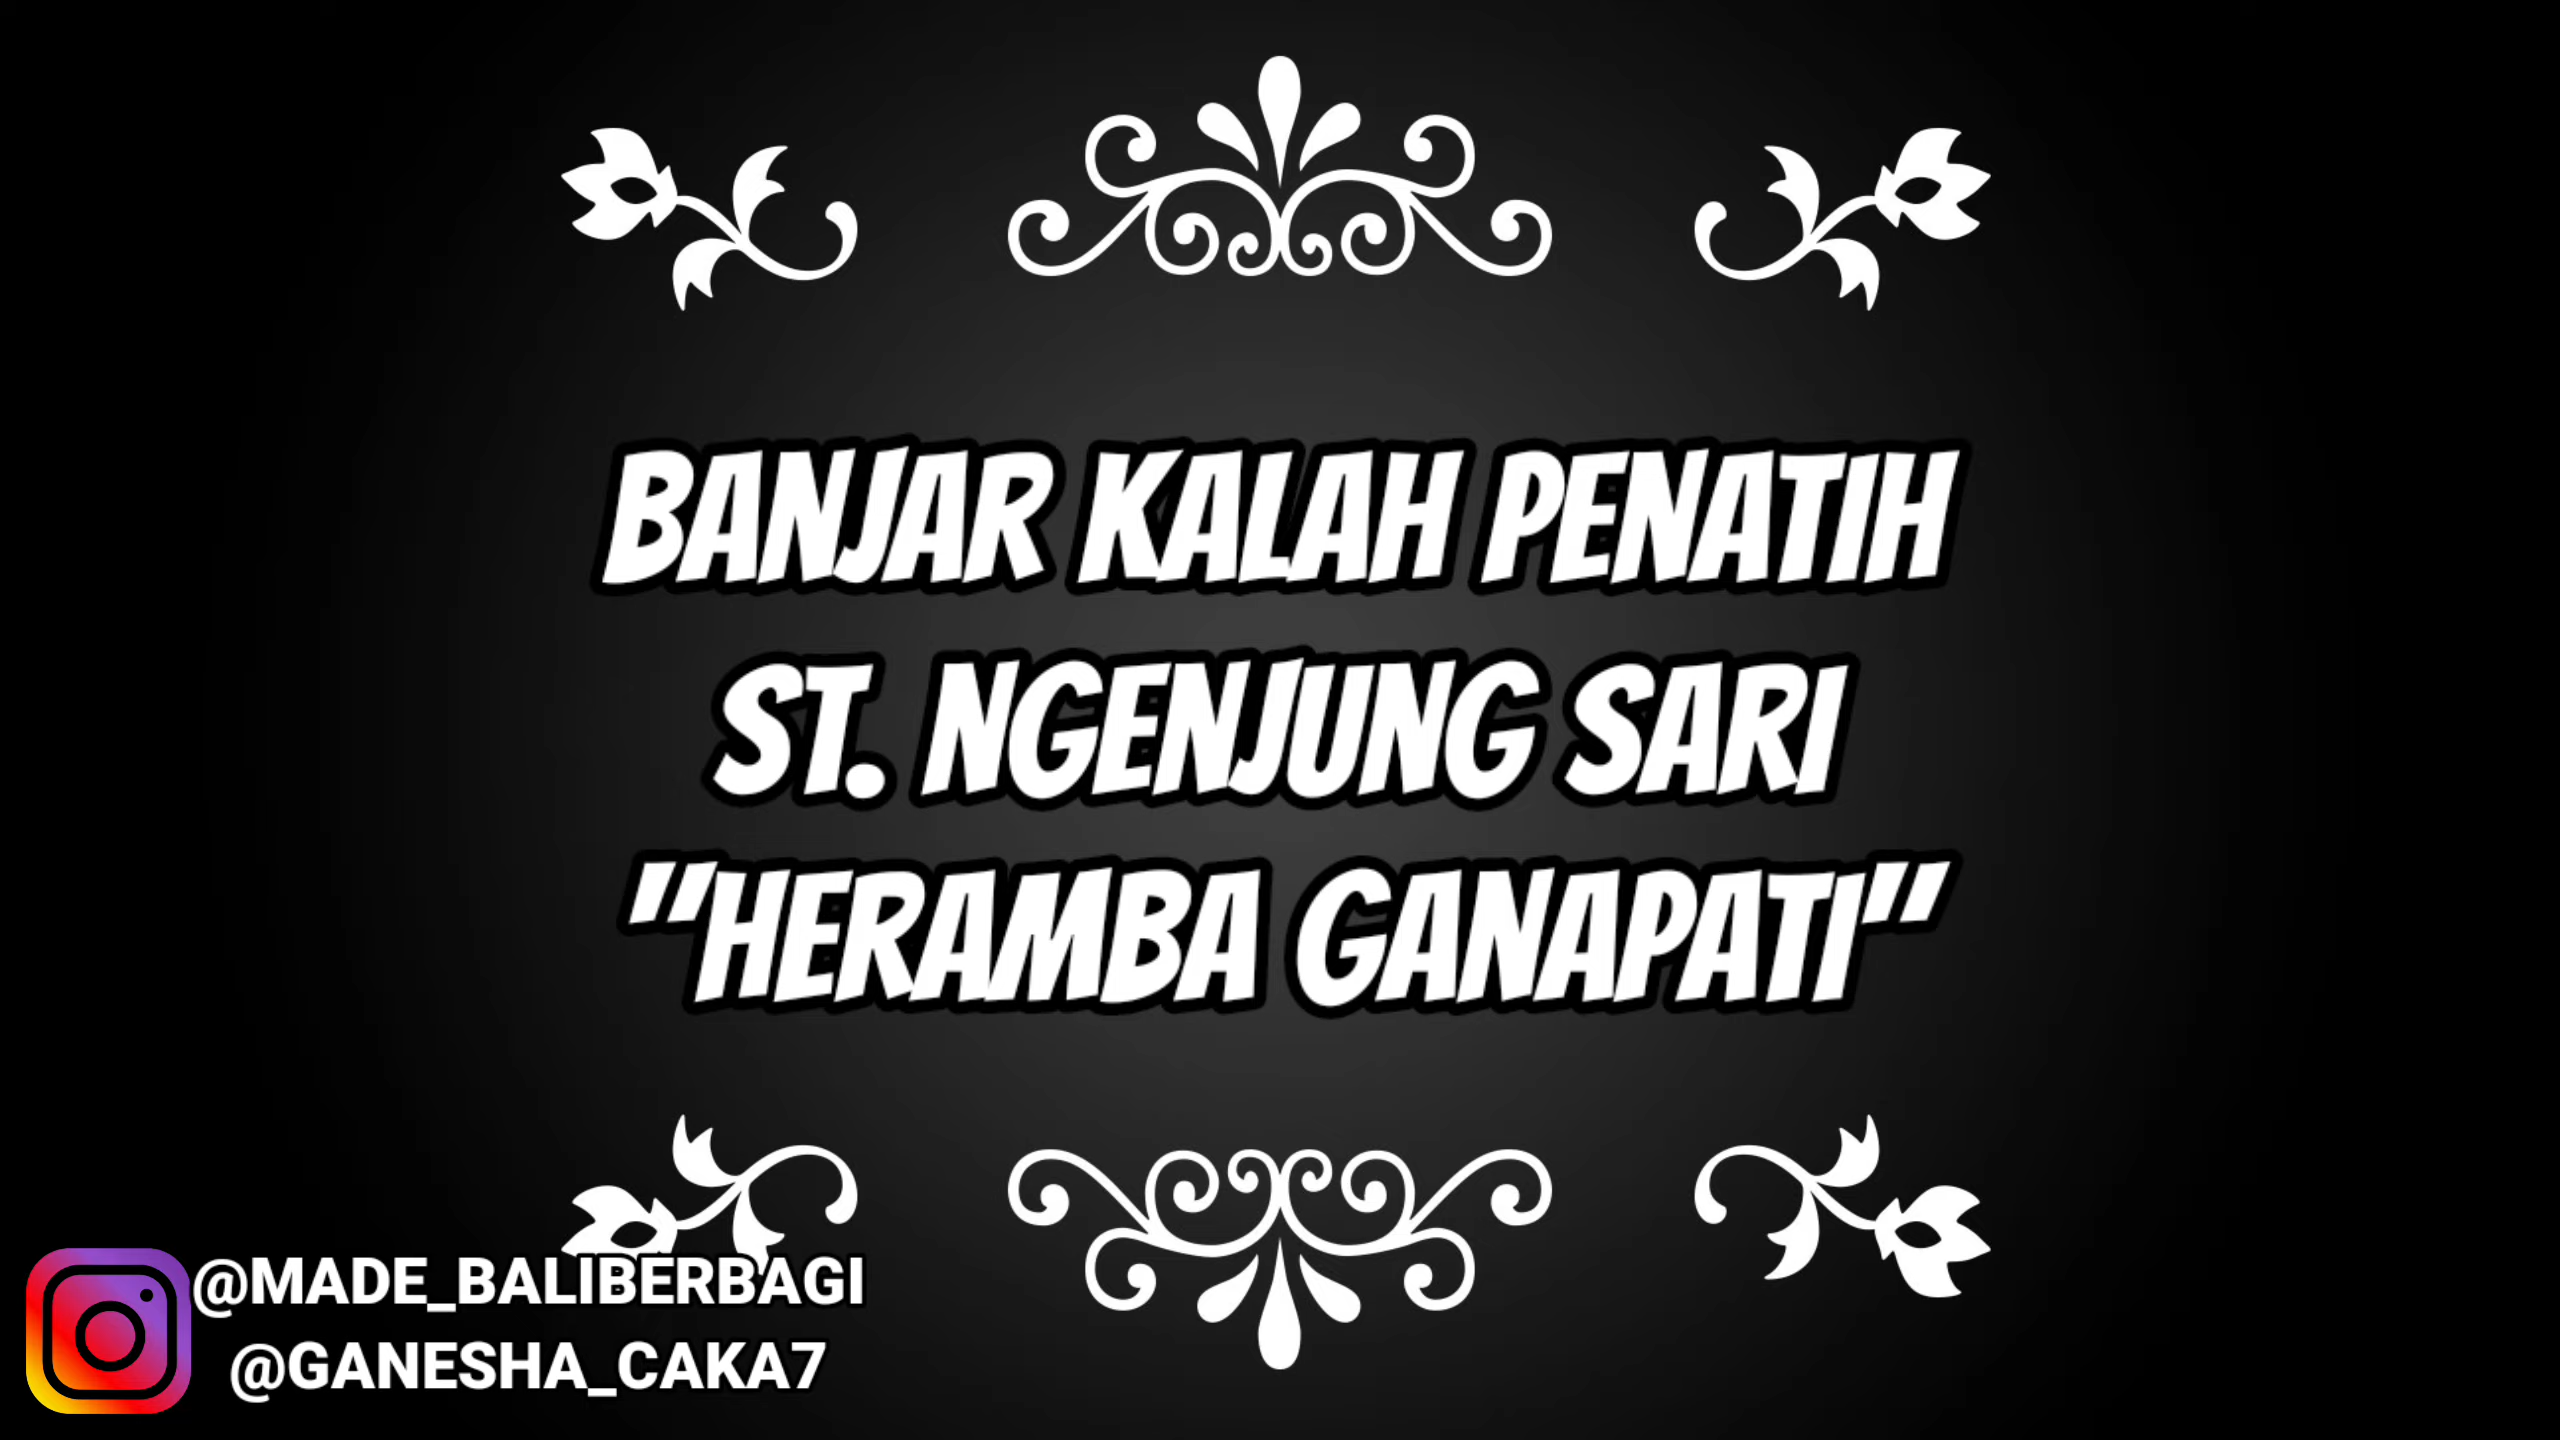 BANJAR KALAH PENATIH
ST. NGENJUNG SARI
"HERAMBA GANAPATI"
@MADE_BALIBERBAGI
@GANESHA_CAKA7